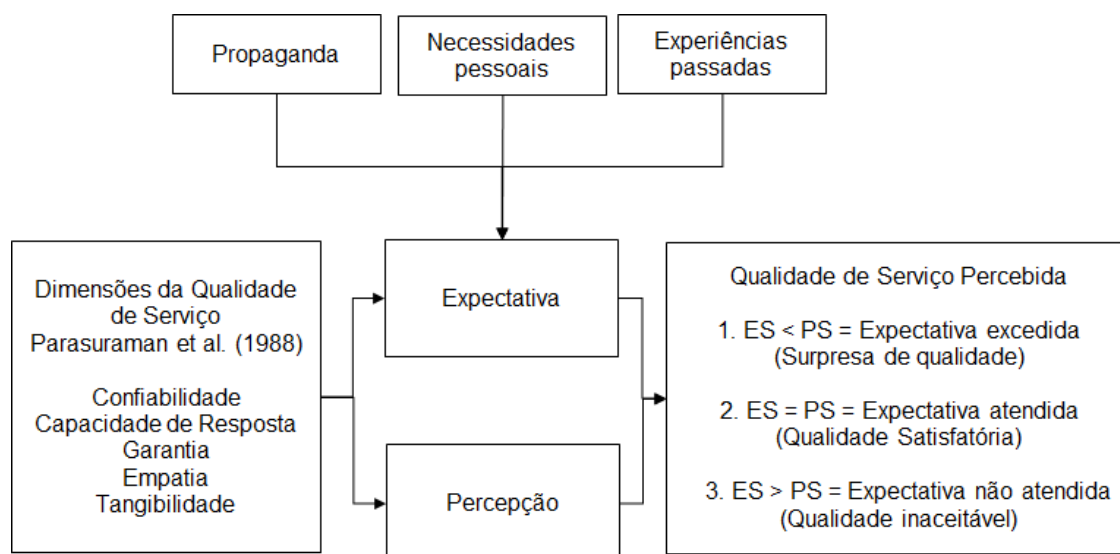 Propaganda
Necessidades
pessoais
Experiências
passadas
Dimensões da Qualidade
de Serviço
Parasuraman et al. (1988)
Confiabilidade
Capacidade de Resposta
Garantia
Empatia
Tangibilidade
Expectativa
Percepção
Qualidade de Serviço Percebida
1. ES < PS = Expectativa excedida
(Surpresa de qualidade)
2. ES = PS = Expectativa atendida
(Qualidade Satisfatória)
3. ES > PS = Expectativa não atendida
(Qualidade inaceitável)